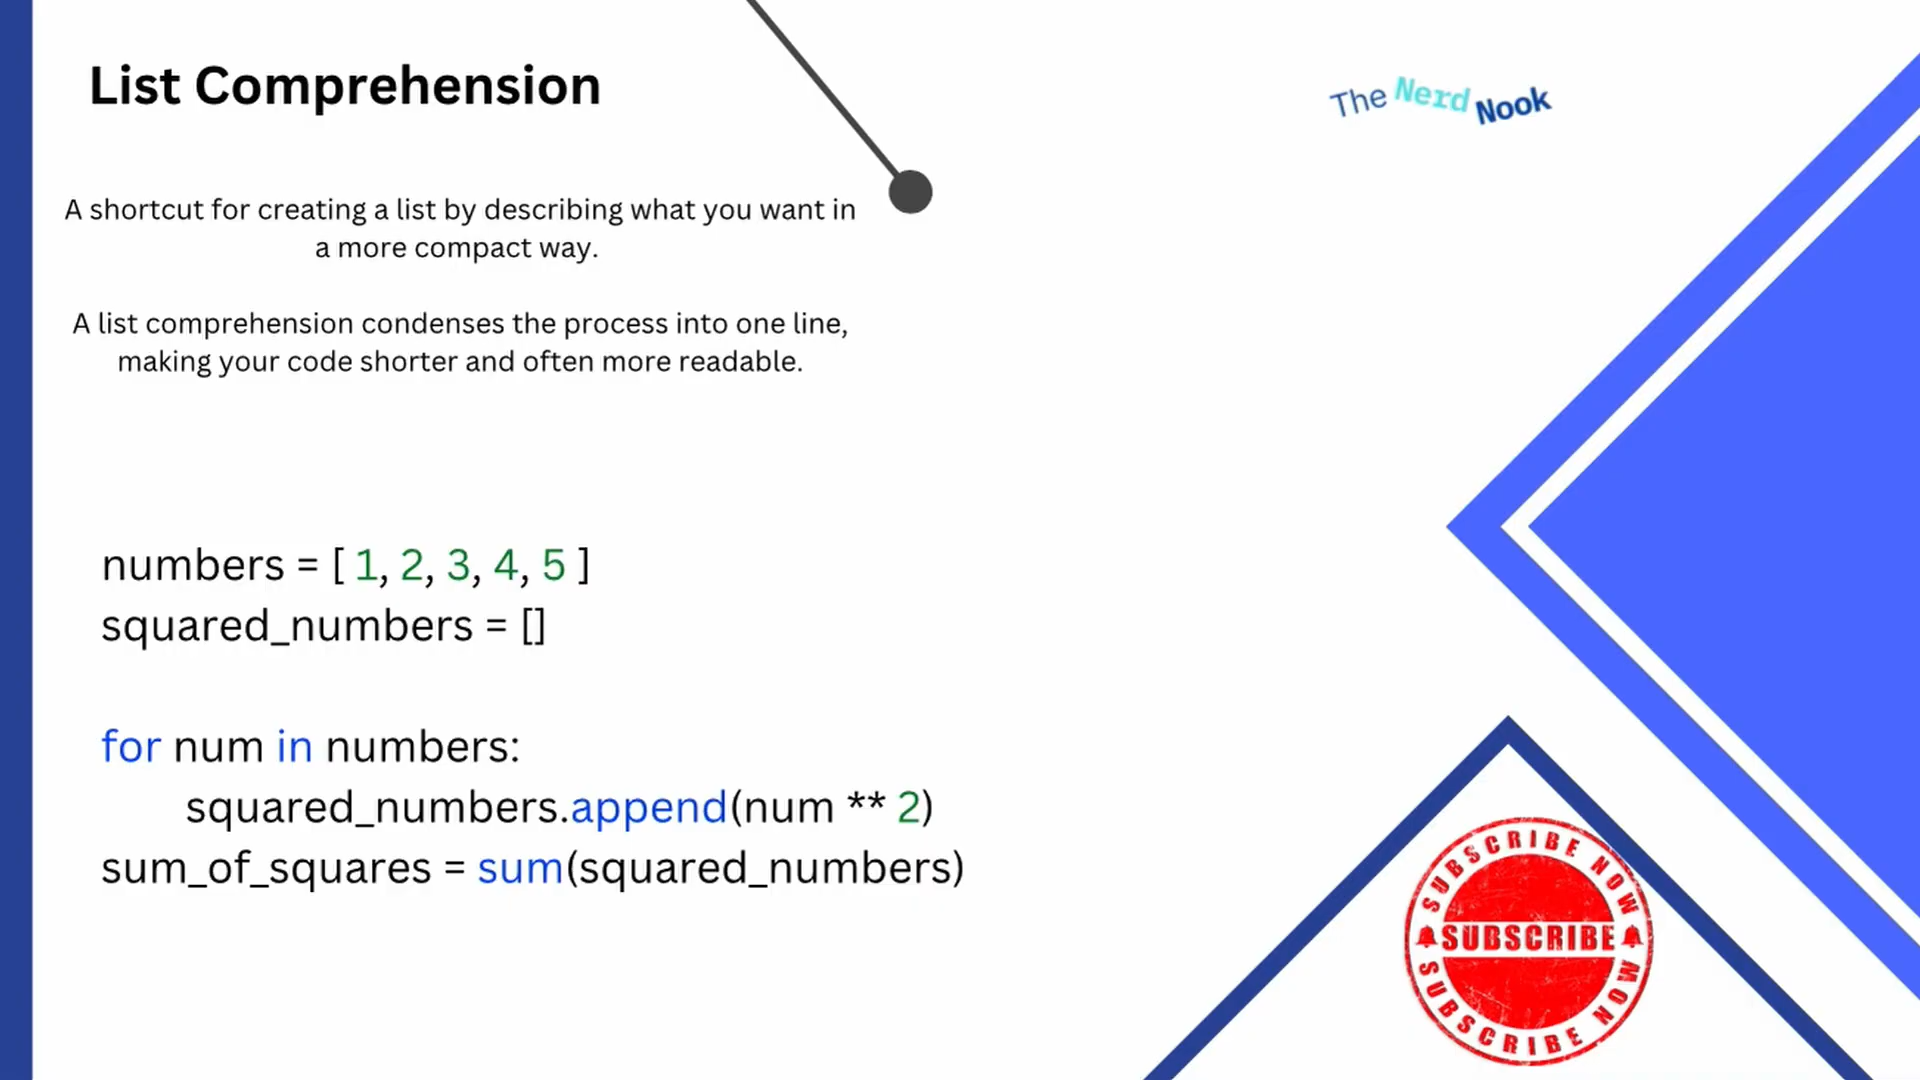 List Comprehension
The Nerd Nook
A shortcut for creating a list by describing what you want in
a more compact way.
A list comprehension condenses the process into one line,
making your code shorter and often more readable.
numbers = [ 1, 2, 3, 4, 5 ]
squared_numbers = []
for num in numbers:
squared_numbers.append(num ** 2)
sum_of_squares = sum(squared_numbers)
SUBSCRIBE NOW
SUBSCRIBE
SUBSCRIBE NOW